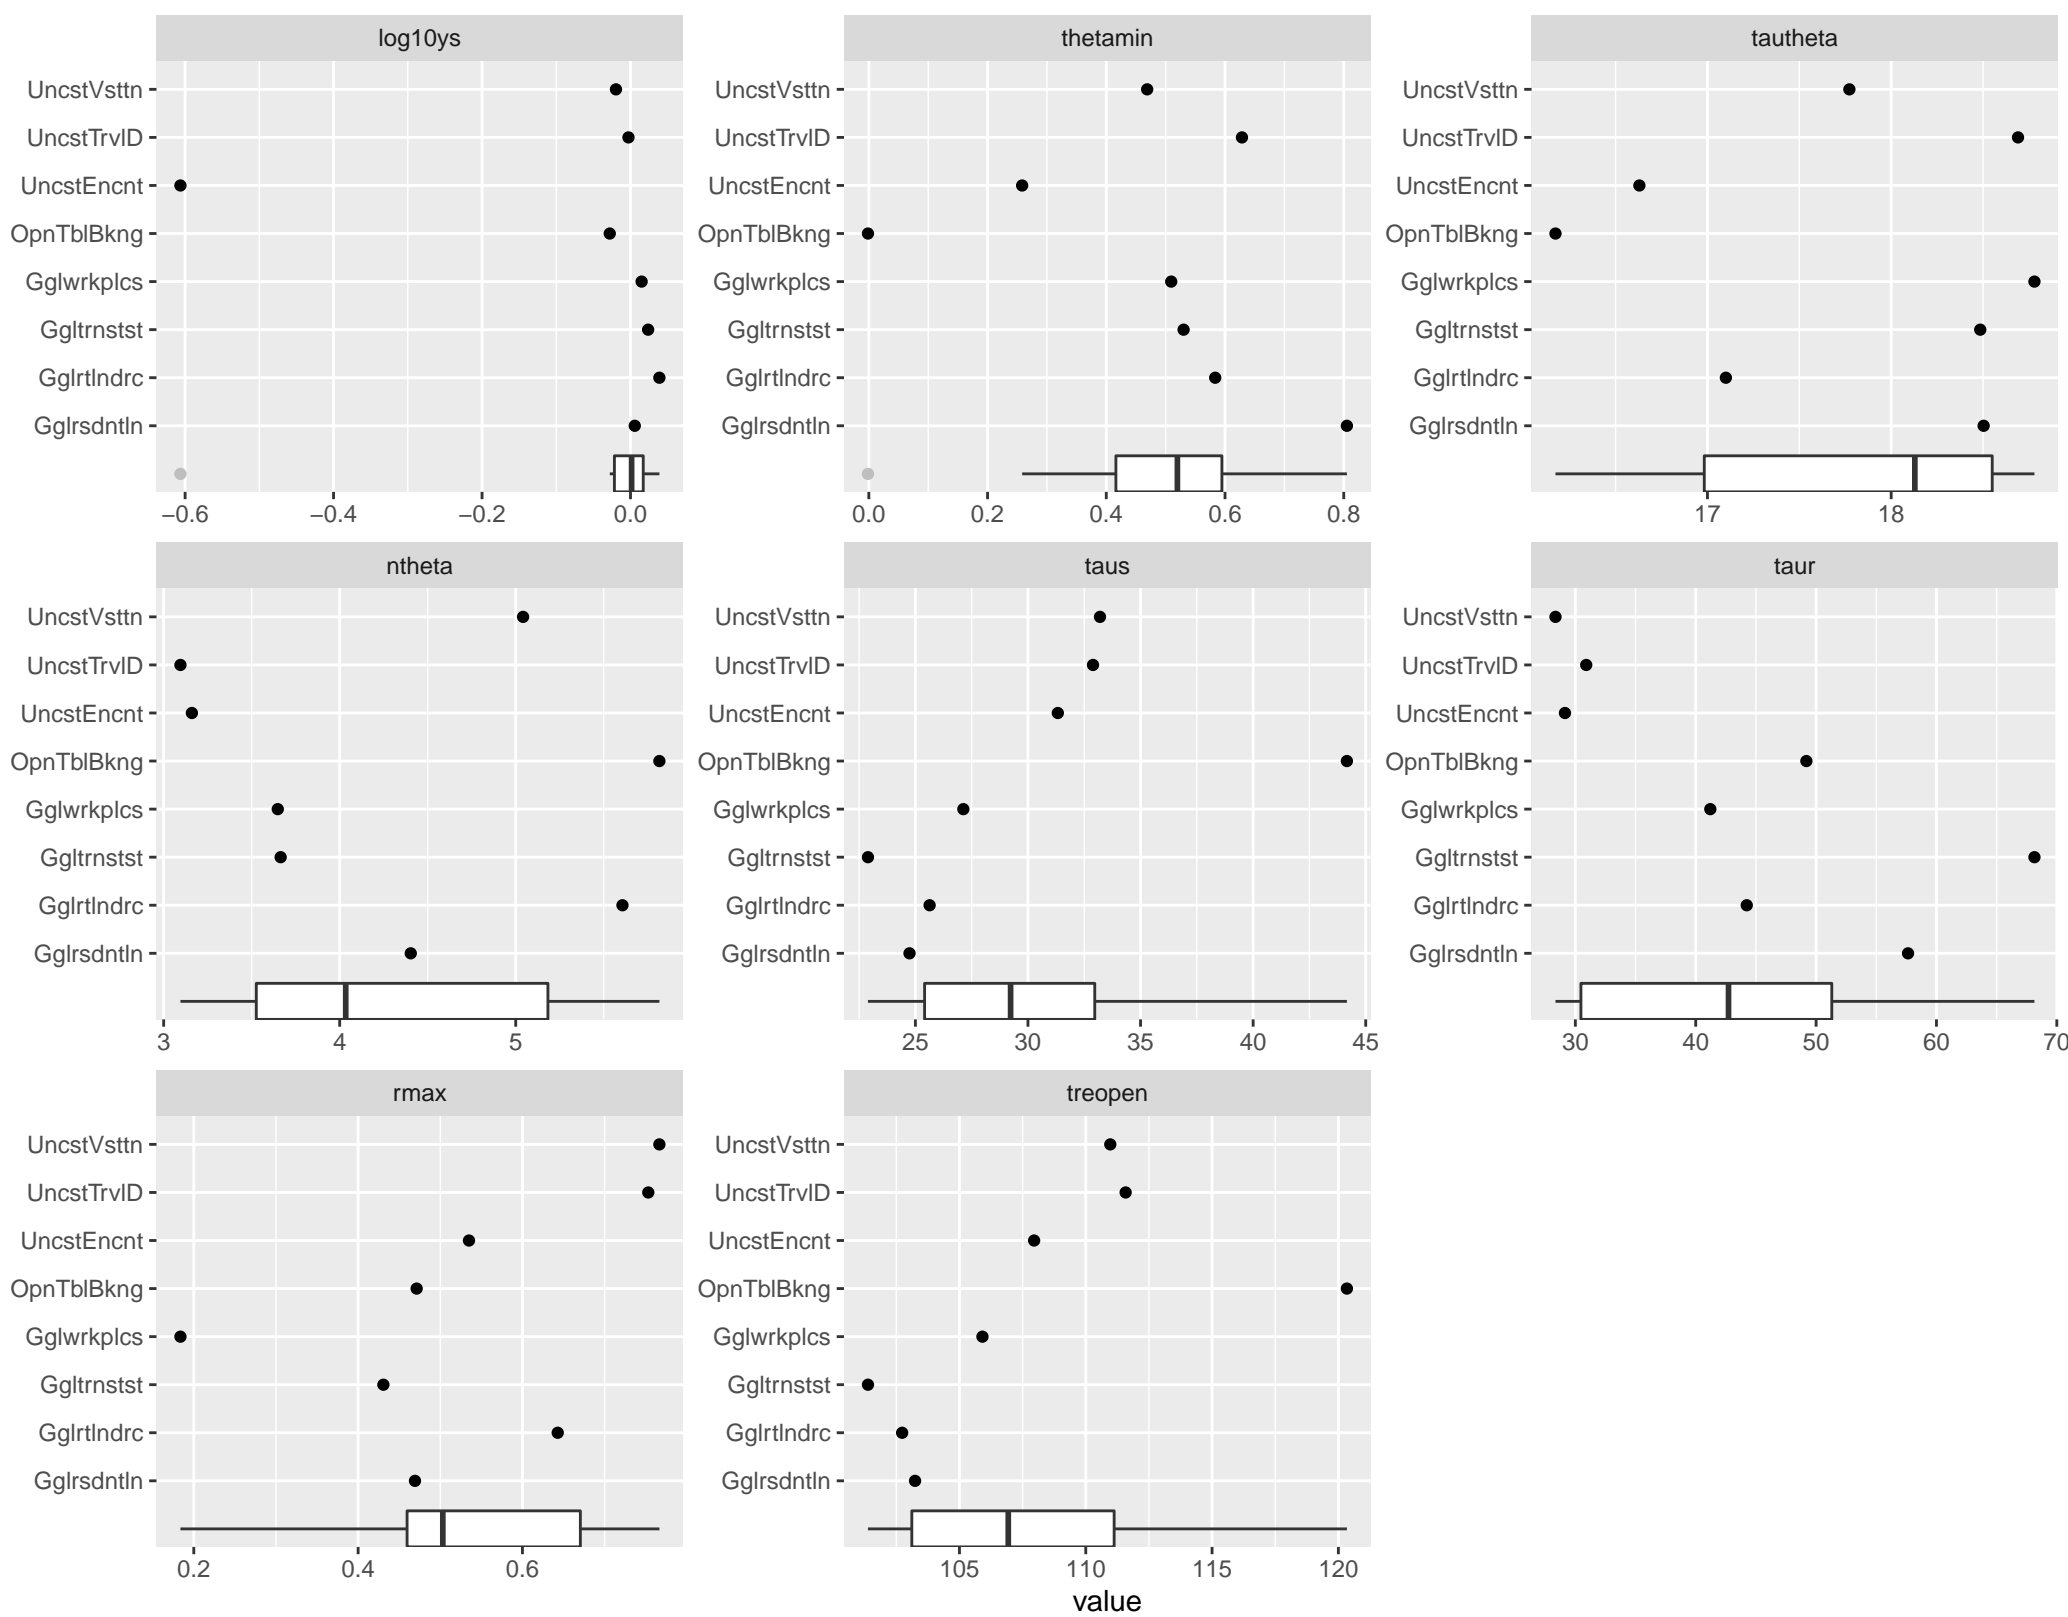 log10ys
UncstVsttn
UncstTrvlD
UncstEncnt
OpnTblBkng
Gglwrkplcs
Ggltrnstst
Gglrtlndrc
Gglrsdntln
−0.6 −0.4 −0.2 0.0
thetamin
UncstVsttn
UncstTrvlD
UncstEncnt
OpnTblBkng
Gglwrkplcs
Ggltrnstst
Gglrtlndrc
Gglrsdntln
0.0 0.2 0.4 0.6 0.8
tautheta
UncstVsttn
UncstTrvlD
UncstEncnt
OpnTblBkng
Gglwrkplcs
Ggltrnstst
Gglrtlndrc
Gglrsdntln
17 18
ntheta
UncstVsttn
UncstTrvlD
UncstEncnt
OpnTblBkng
Gglwrkplcs
Ggltrnstst
Gglrtlndrc
Gglrsdntln
3 4 5
taus
UncstVsttn
UncstTrvlD
UncstEncnt
OpnTblBkng
Gglwrkplcs
Ggltrnstst
Gglrtlndrc
Gglrsdntln
25 30 35 40 45
taur
UncstVsttn
UncstTrvlD
UncstEncnt
OpnTblBkng
Gglwrkplcs
Ggltrnstst
Gglrtlndrc
Gglrsdntln
30 40 50 60 70
rmax
UncstVsttn
UncstTrvlD
UncstEncnt
OpnTblBkng
Gglwrkplcs
Ggltrnstst
Gglrtlndrc
Gglrsdntln
0.2 0.4 0.6
treopen
UncstVsttn
UncstTrvlD
UncstEncnt
OpnTblBkng
Gglwrkplcs
Ggltrnstst
Gglrtlndrc
Gglrsdntln
105 110 115 120
value